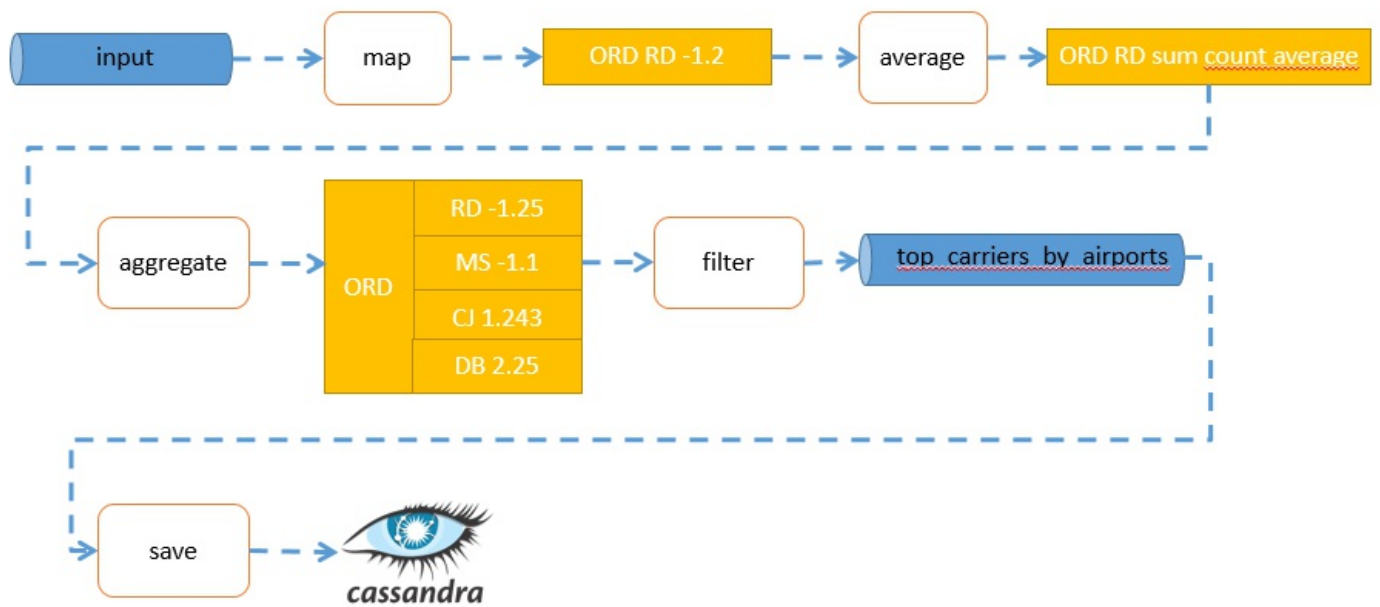 input
map
ORD RD -1.2
average
ORD RD sum count average
aggregate
ORD
RD -1.25
MS -1.1
CJ 1.243
DB 2.25
filter
top_carriers_by_airports
save
cassandra